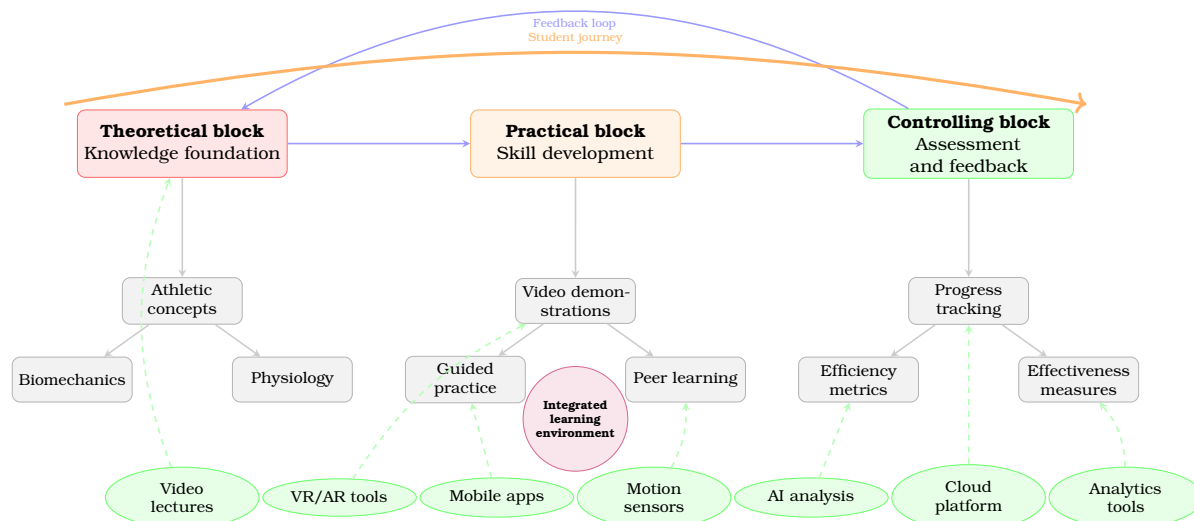 Feedback loop
Student journey
Theoretical block
Knowledge foundation
Practical block
Skill development
Controlling block
Assessment
and feedback
Athletic
concepts
Video demon-
strations
Progress
tracking
Biomechanics
Physiology
Guided
practice
Peer learning
Efficiency
metrics
Effectiveness
measures
Integrated
learning
environment
Video
lectures
VR/AR tools
Mobile apps
Motion
sensors
AI analysis
Cloud
platform
Analytics
tools